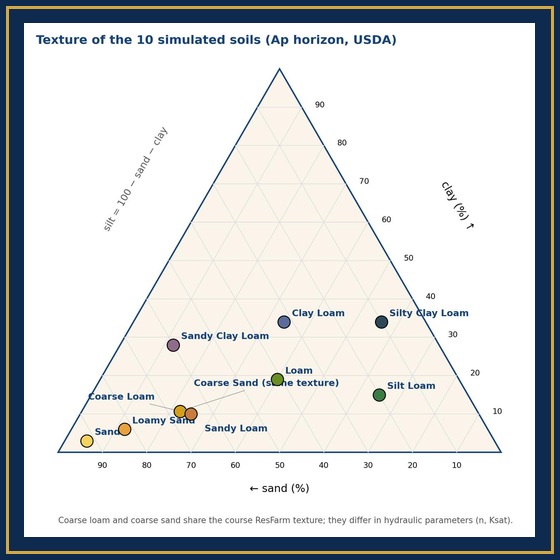 Texture of the 10 simulated soils (Ap horizon, USDA)
90
80
70
60
50
40
30
20
10
silt = 100 − sand − clay
clay (%) ↑
Clay Loam
Silty Clay Loam
Sandy Clay Loam
Loam
Coarse Sand (same texture)
Silt Loam
Coarse Loam
Loamy Sand
Sandy Loam
Sand
90 80 70 60 50 40 30 20 10
← sand (%)
Coarse loam and coarse sand share the course ResFarm texture; they differ in hydraulic parameters (n, Ksat).